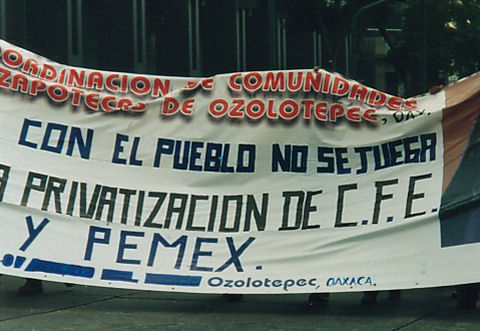 COORDINACION DE COMUNIDADES
ZAPOTECAS DE OZOLOTEPEC, OAX.
CON EL PUEBLO NO SE JUEGA
A PRIVATIZACION DE C.F.E.
Y PEMEX.
OZOLOTEPEC, OAXACA.